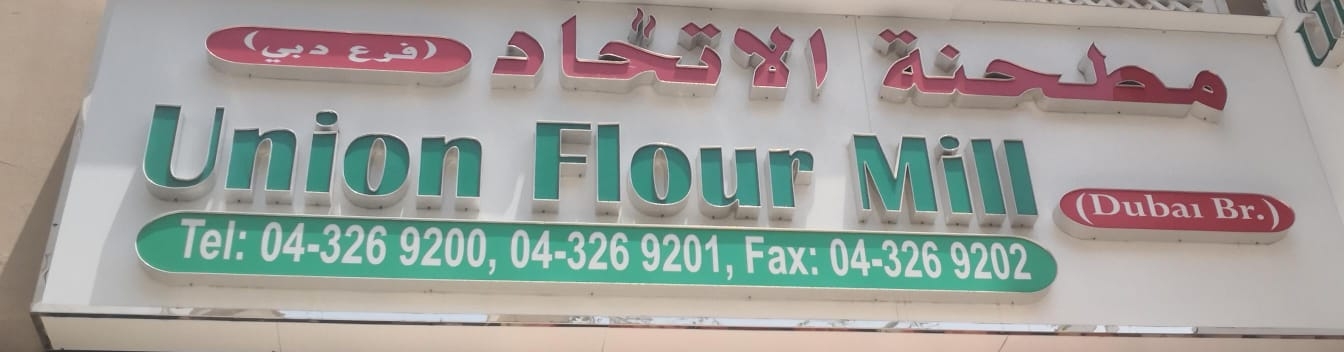 مطحنة الاتحاد (فرع دبي)
Union Flour Mill (Dubai Br.)
Tel: 04-326 9200, 04-326 9201, Fax: 04-326 9202